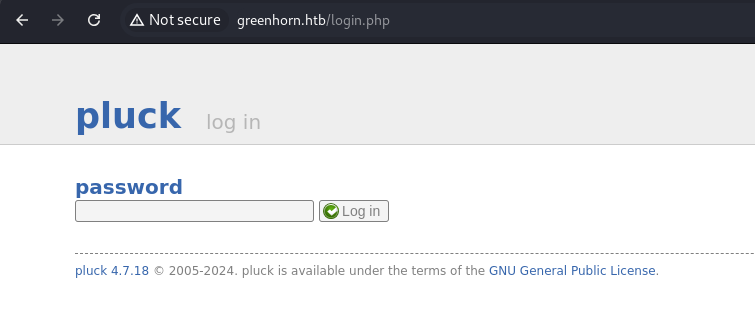 Not secure greenhorn.htb/login.php
pluck log in
password
Log in
pluck 4.7.18 © 2005-2024. pluck is available under the terms of the GNU General Public License.